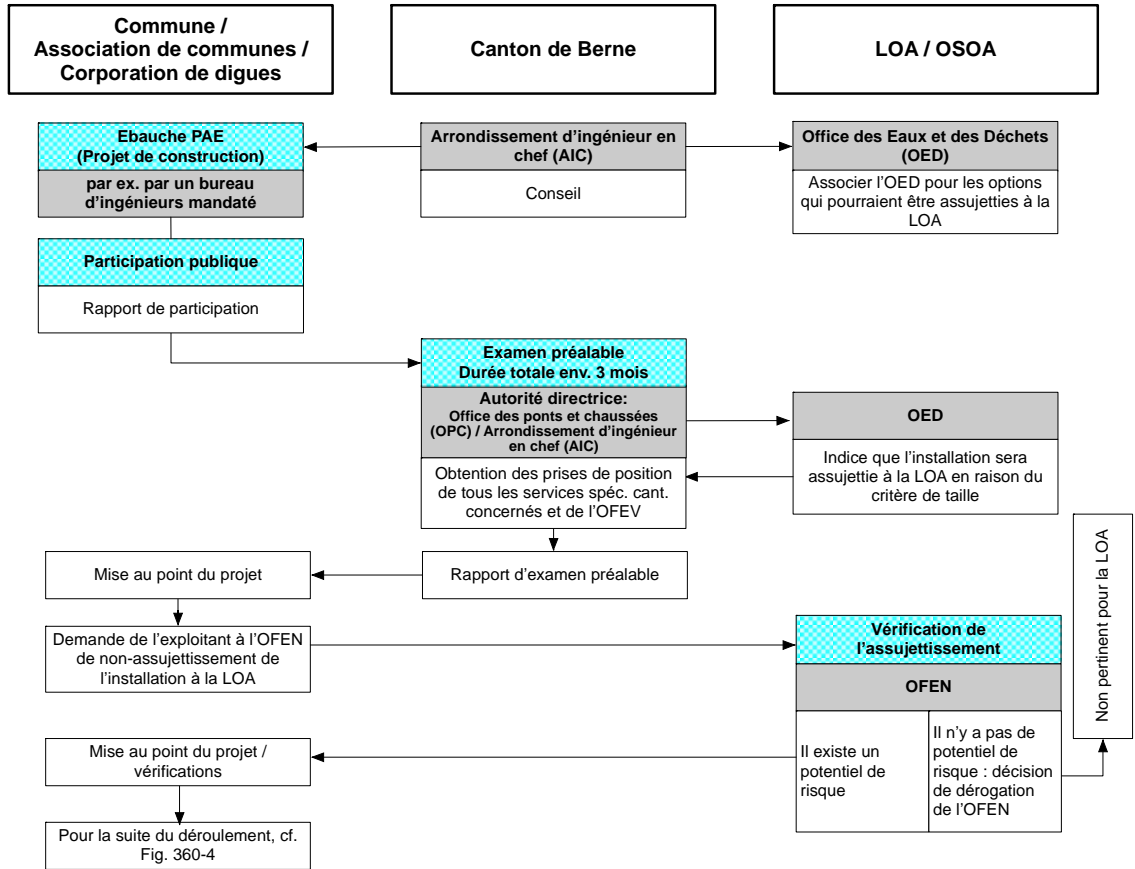 Commune /
Association de communes /
Corporation de digues
Canton de Berne
LOA / OSOA
Ebauche PAE
(Projet de construction)
par ex. par un bureau
d'ingénieurs mandaté
Arrondissement d'ingénieur en
chef (AIC)
Conseil
Office des Eaux et des Déchets
(OED)
Associer l'OED pour les options
qui pourraient être assujetties à la
LOA
Participation publique
Rapport de participation
Examen préalable
Durée totale env. 3 mois
Autorité directrice:
Office des ponts et chaussées
(OPC) / Arrondissement d'ingénieur
en chef (AIC)
Obtention des prises de position
de tous les services spéc. cant.
concernés et de l'OFEV
OED
Indice que l'installation sera
assujettie à la LOA en raison du
critère de taille
Rapport d'examen préalable
Mise au point du projet
Demande de l'exploitant à l'OFEN
de non-assujettissement de
l'installation à la LOA
Vérification de
l'assujettissement
OFEN
Il existe un
potentiel de
risque
Il n'y a pas de
potentiel de
risque : décision
de dérogation
de l'OFEN
Non pertinent pour la LOA
Mise au point du projet /
vérifications
Pour la suite du déroulement, cf.
Fig. 360-4